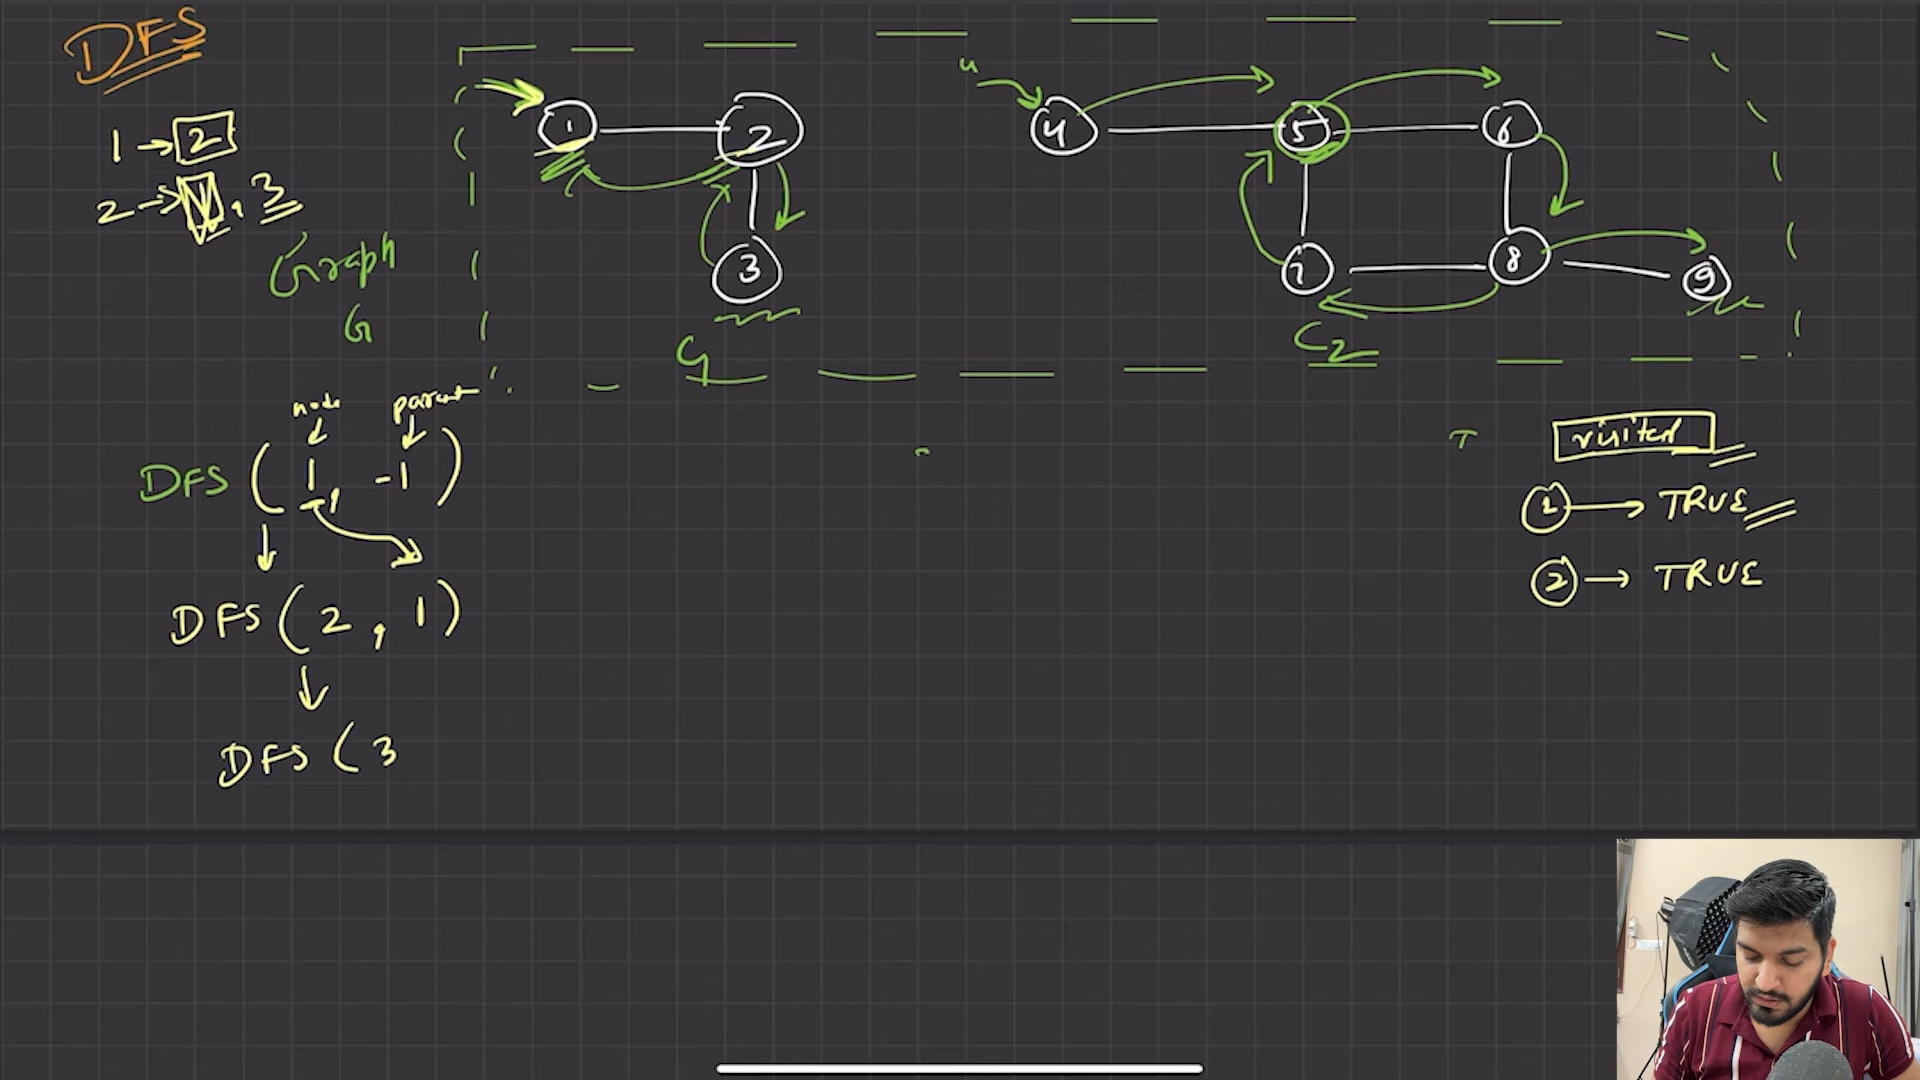 DFS
u
1 2 4 5 6
1 → 2
2 → 1, 3
Graph
G
3 7 8 9
C1 C2
node parent
DFS ( 1, -1 )
visited
1 → TRUE
DFS ( 2 , 1 )
2 → TRUE
DFS ( 3